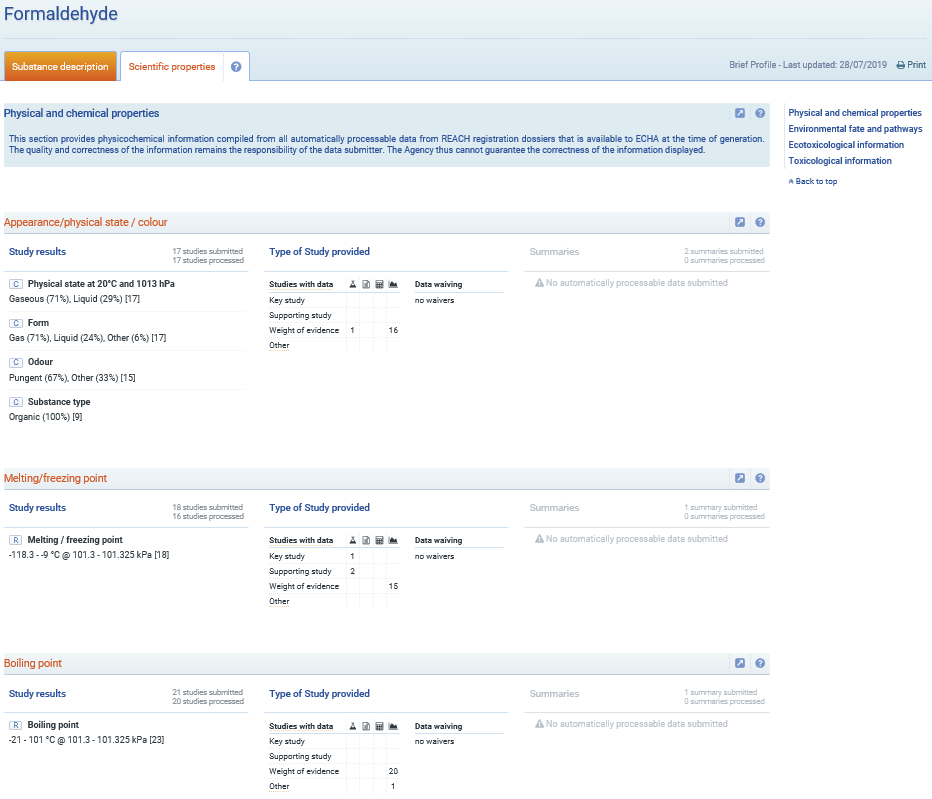 Formaldehyde
Substance description
Scientific properties
?
Brief Profile - Last updated: 28/07/2019
Print
Physical and chemical properties
?
This section provides physicochemical information compiled from all automatically processable data from REACH registration dossiers that is available to ECHA at the time of generation.
The quality and correctness of the information remains the responsibility of the data submitter. The Agency thus cannot guarantee the correctness of the information displayed.
Physical and chemical properties
Environmental fate and pathways
Ecotoxicological information
Toxicological information
Back to top
Appearance/physical state / colour
?
Study results
17 studies submitted
17 studies processed
C Physical state at 20°C and 1013 hPa
Gaseous (71%), Liquid (29%) [17]
C Form
Gas (71%), Liquid (24%), Other (6%) [17]
C Odour
Pungent (67%), Other (33%) [15]
C Substance type
Organic (100%) [9]
Type of Study provided
Studies with data
Key study
Supporting study
Weight of evidence 1 16
Other
Data waiving
no waivers
Summaries
2 summaries submitted
0 summaries processed
No automatically processable data submitted
Melting/freezing point
?
Study results
18 studies submitted
16 studies processed
R Melting / freezing point
-118.3 - -9 °C @ 101.3 - 101.325 kPa [18]
Type of Study provided
Studies with data
Key study 1
Supporting study 2
Weight of evidence 15
Other
Data waiving
no waivers
Summaries
1 summary submitted
0 summaries processed
No automatically processable data submitted
Boiling point
?
Study results
21 studies submitted
20 studies processed
R Boiling point
-21 - 101 °C @ 101.3 - 101.325 kPa [23]
Type of Study provided
Studies with data
Key study
Supporting study
Weight of evidence 20
Other 1
Data waiving
no waivers
Summaries
1 summary submitted
0 summaries processed
No automatically processable data submitted